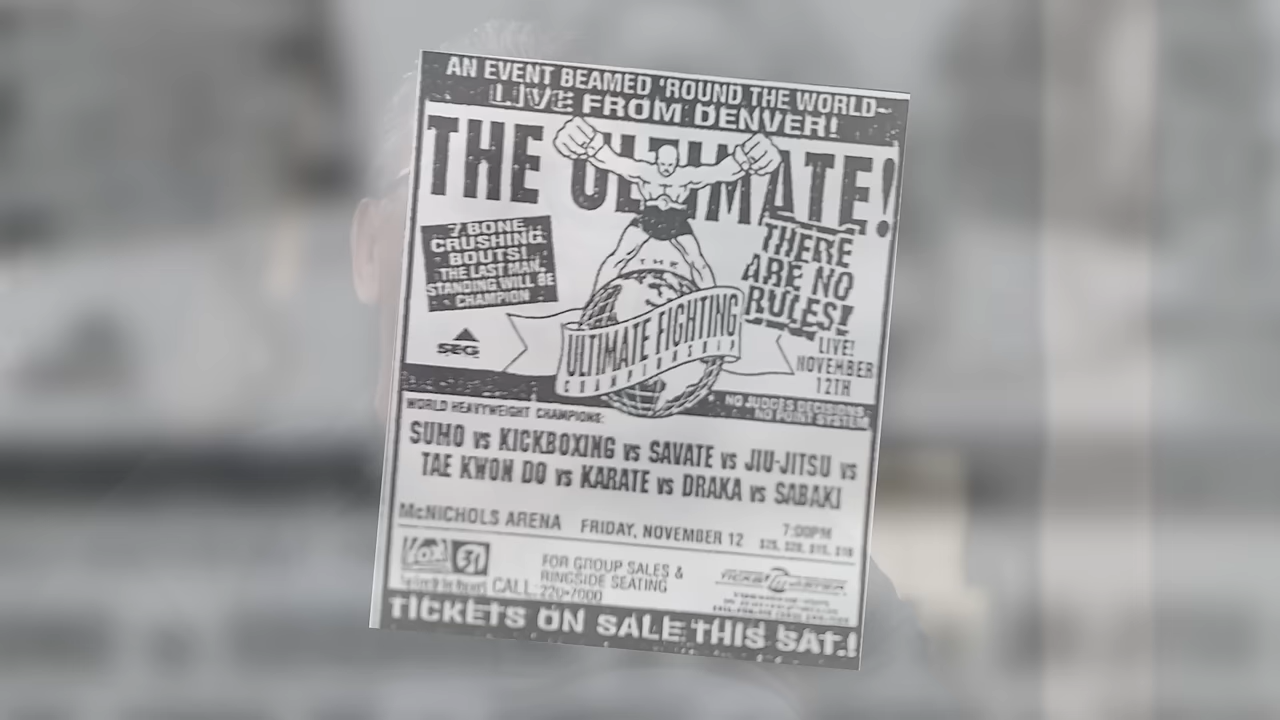 AN EVENT BEAMED 'ROUND THE WORLD-
LIVE FROM DENVER!
THE ULTIMATE!
7 BONE
CRUSHING
BOUTS!
THE LAST MAN
STANDING WILL BE
CHAMPION
THERE
ARE NO
RULES!
THE
ULTIMATE FIGHTING
CHAMPIONSHIP
SEG
LIVE!
NOVEMBER
12TH
NO JUDGES DECISIONS,
NO POINT SYSTEM
WORLD HEAVYWEIGHT CHAMPIONS:
SUMO vs KICKBOXING vs SAVATE vs JIU-JITSU vs
TAE KWON DO vs KARATE vs DRAKA vs SABAKI
McNICHOLS ARENA FRIDAY, NOVEMBER 12 7:00PM
FOX 31
FOR GROUP SALES &
RINGSIDE SEATING
CALL: 220-7000
TICKETS ON SALE THIS SAT.!